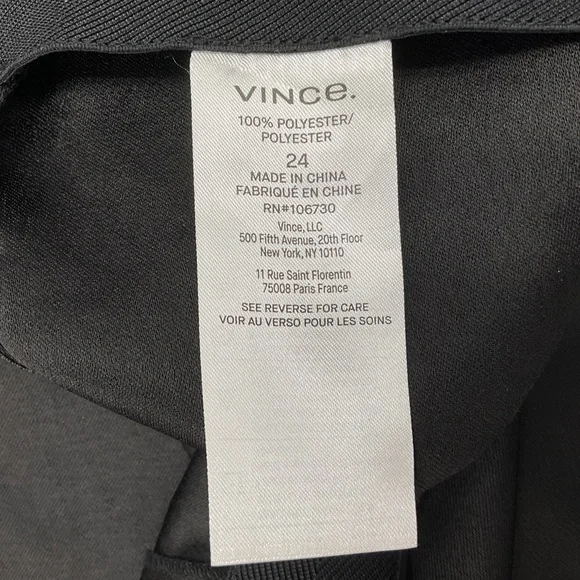 VINCe.
100% POLYESTER/
POLYESTER
24
MADE IN CHINA
FABRIQUÉ EN CHINE
RN#106730
Vince, LLC
500 Fifth Avenue, 20th Floor
New York, NY 10110
11 Rue Saint Florentin
75008 Paris France
SEE REVERSE FOR CARE
VOIR AU VERSO POUR LES SOINS